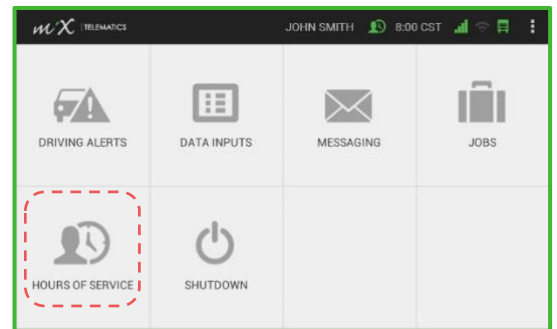 MiX TELEMATICS JOHN SMITH 8:00 CST
DRIVING ALERTS DATA INPUTS MESSAGING JOBS
HOURS OF SERVICE SHUTDOWN